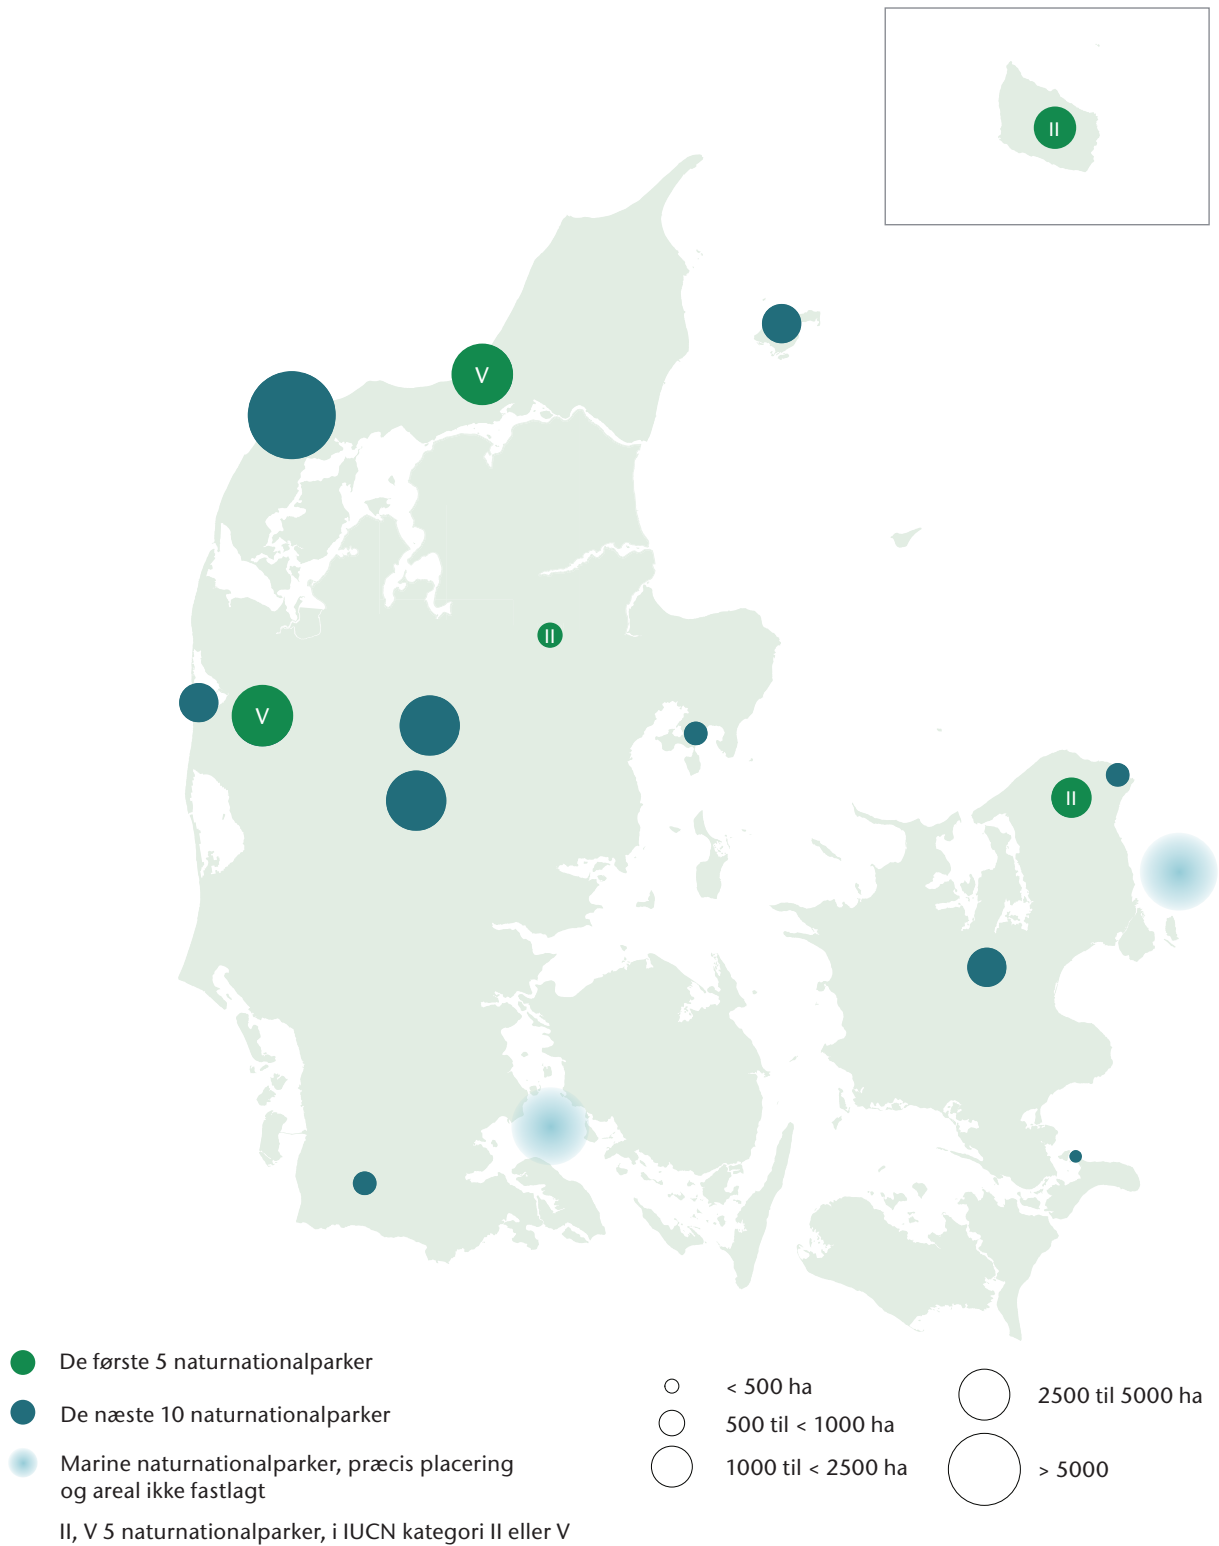 II
V
II
V
II
De første 5 naturnationalparker
De næste 10 naturnationalparker
Marine naturnationalparker, præcis placering
og areal ikke fastlagt
II, V 5 naturnationalparker, i IUCN kategori II eller V
< 500 ha
500 til < 1000 ha
1000 til < 2500 ha
2500 til 5000 ha
> 5000